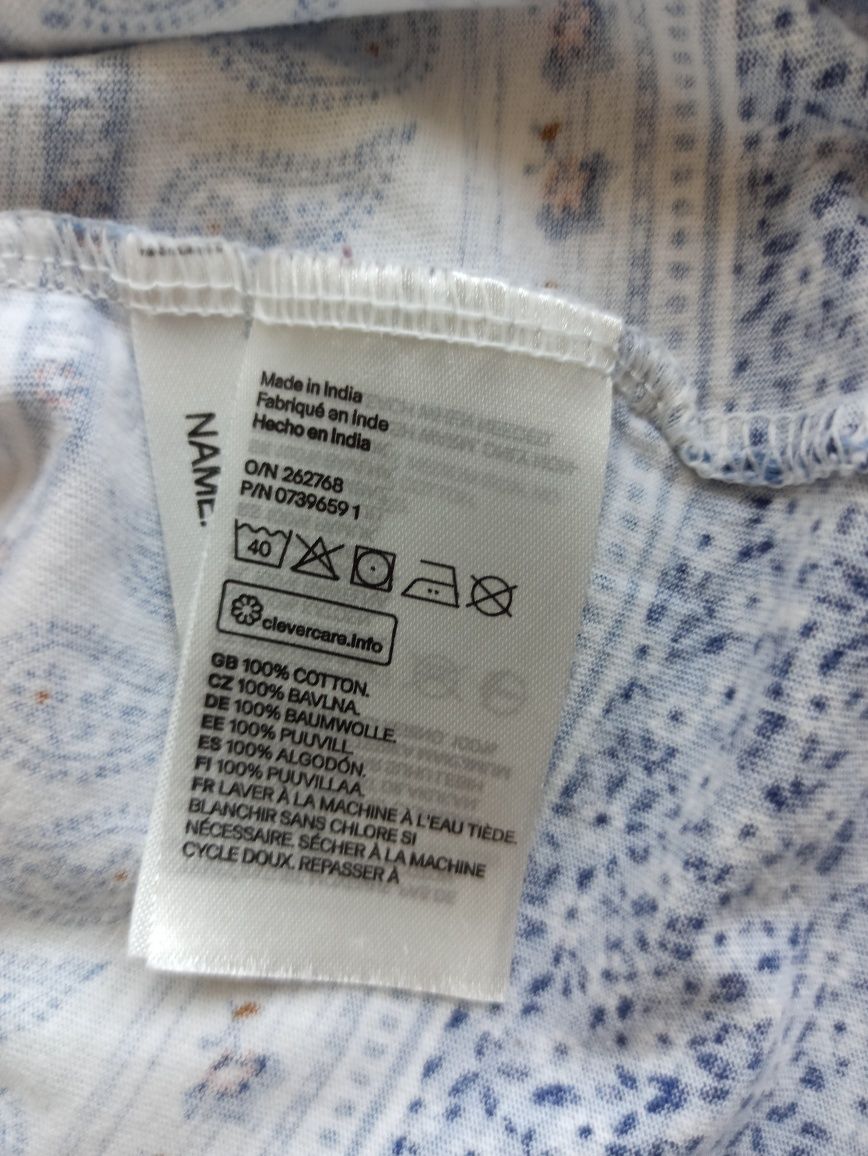 Made in India
Fabriqué en Inde
Hecho en India
O/N 262768
P/N 0739659 1
40
clevercare.info
GB 100% COTTON.
CZ 100% BAVLNA.
DE 100% BAUMWOLLE.
EE 100% PUUVILL.
ES 100% ALGODÓN.
FI 100% PUUVILLAA.
FR LAVER À LA MACHINE À L'EAU TIÈDE.
BLANCHIR SANS CHLORE SI
NÉCESSAIRE. SÉCHER À LA MACHINE
CYCLE DOUX. REPASSER À
NAME: